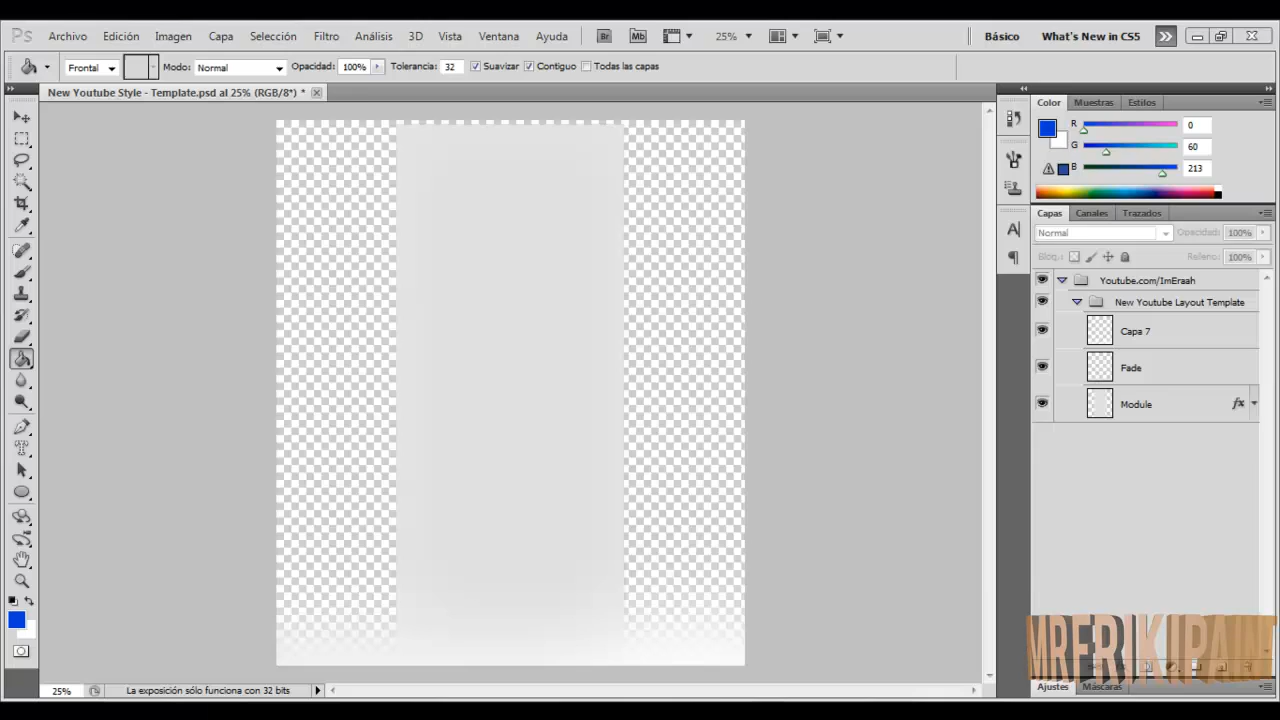 Ps Archivo Edición Imagen Capa Selección Filtro Análisis 3D Vista Ventana Ayuda Br Mb 25% Básico What's New in CS5
Frontal Modo: Normal Opacidad: 100% Tolerancia: 32 Suavizar Contiguo Todas las capas
New Youtube Style - Template.psd al 25% (RGB/8*) *
Color Muestras Estilos
R 0
G 60
B 213
Capas Canales Trazados
Normal Opacidad: 100%
Bloq.: Relleno: 100%
Youtube.com/ImEraah
New Youtube Layout Template
Capa 7
Fade
Module fx
MRERIKIPAINT
Ajustes Máscaras
25% La exposición sólo funciona con 32 bits